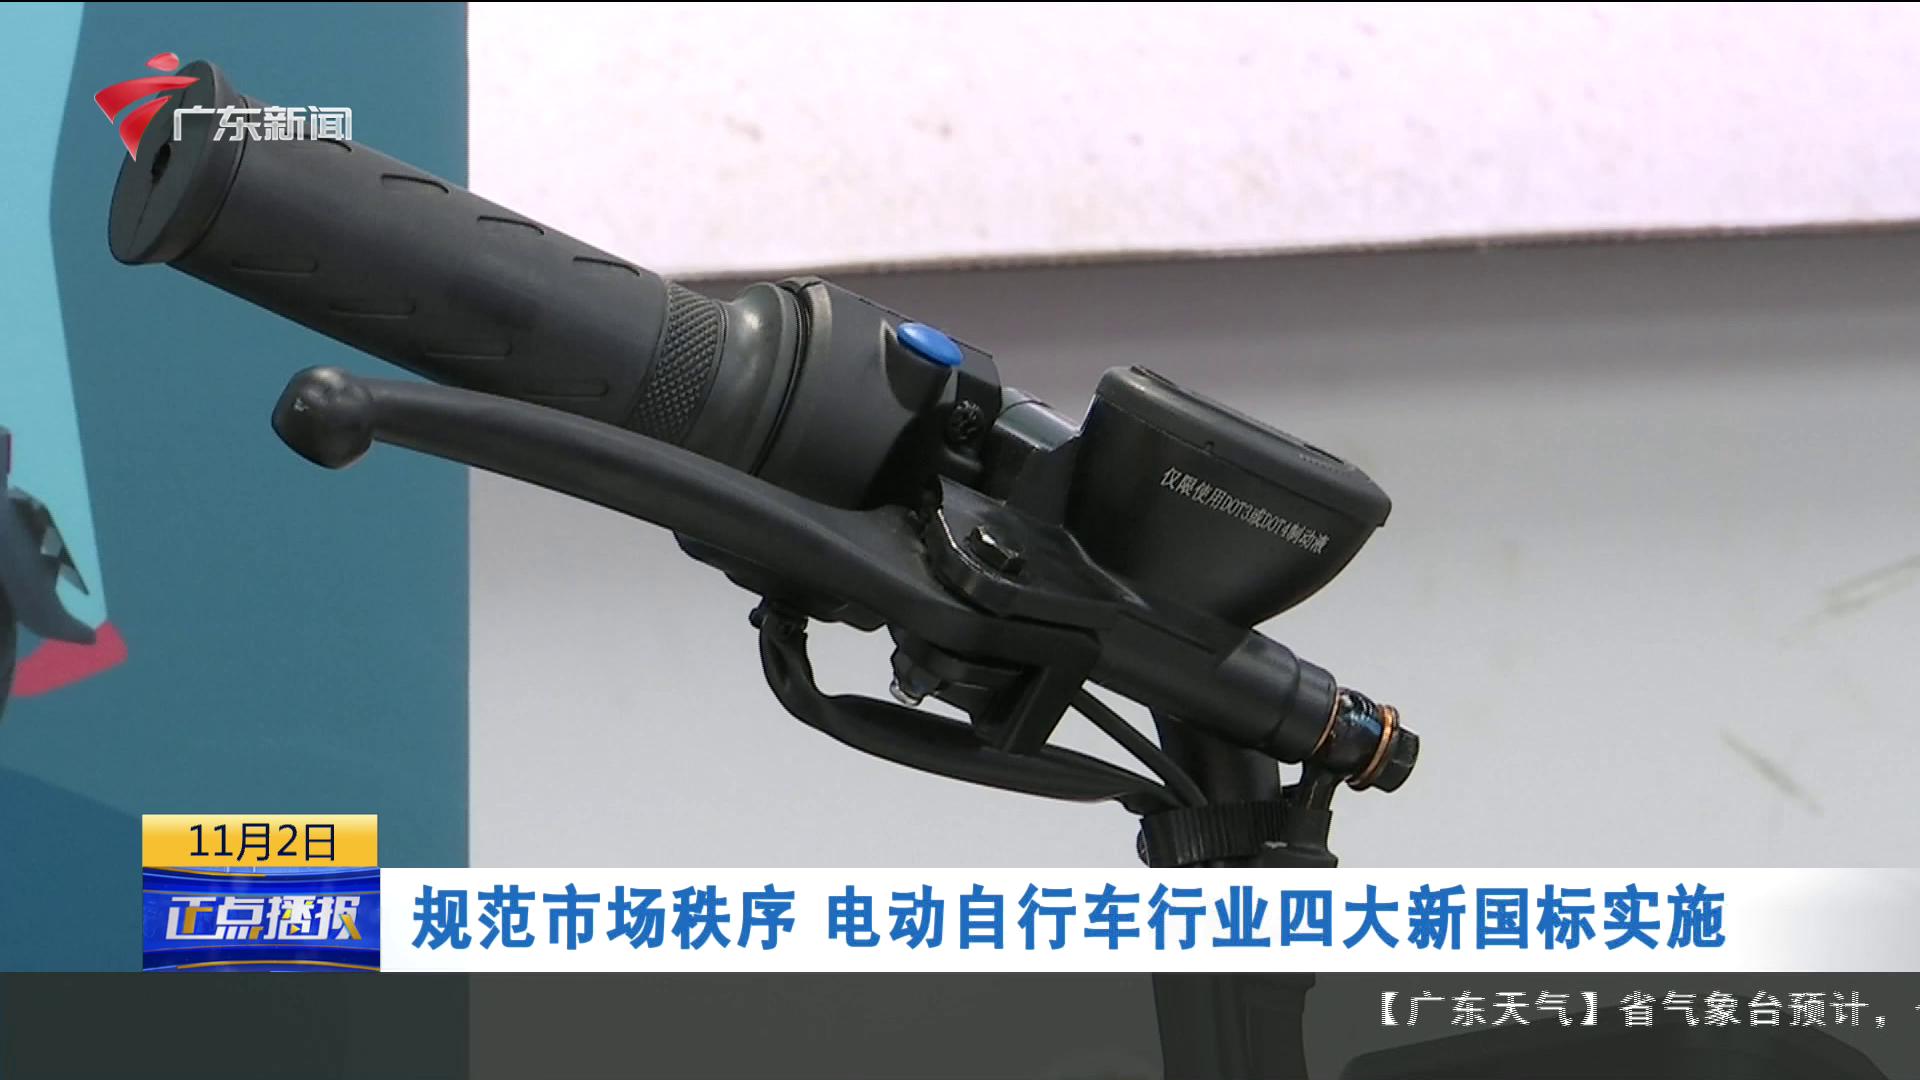 广东新闻
仅限使用DOT3或DOT4制动液
11月2日
正点播报
规范市场秩序 电动自行车行业四大新国标实施
【广东天气】省气象台预计，